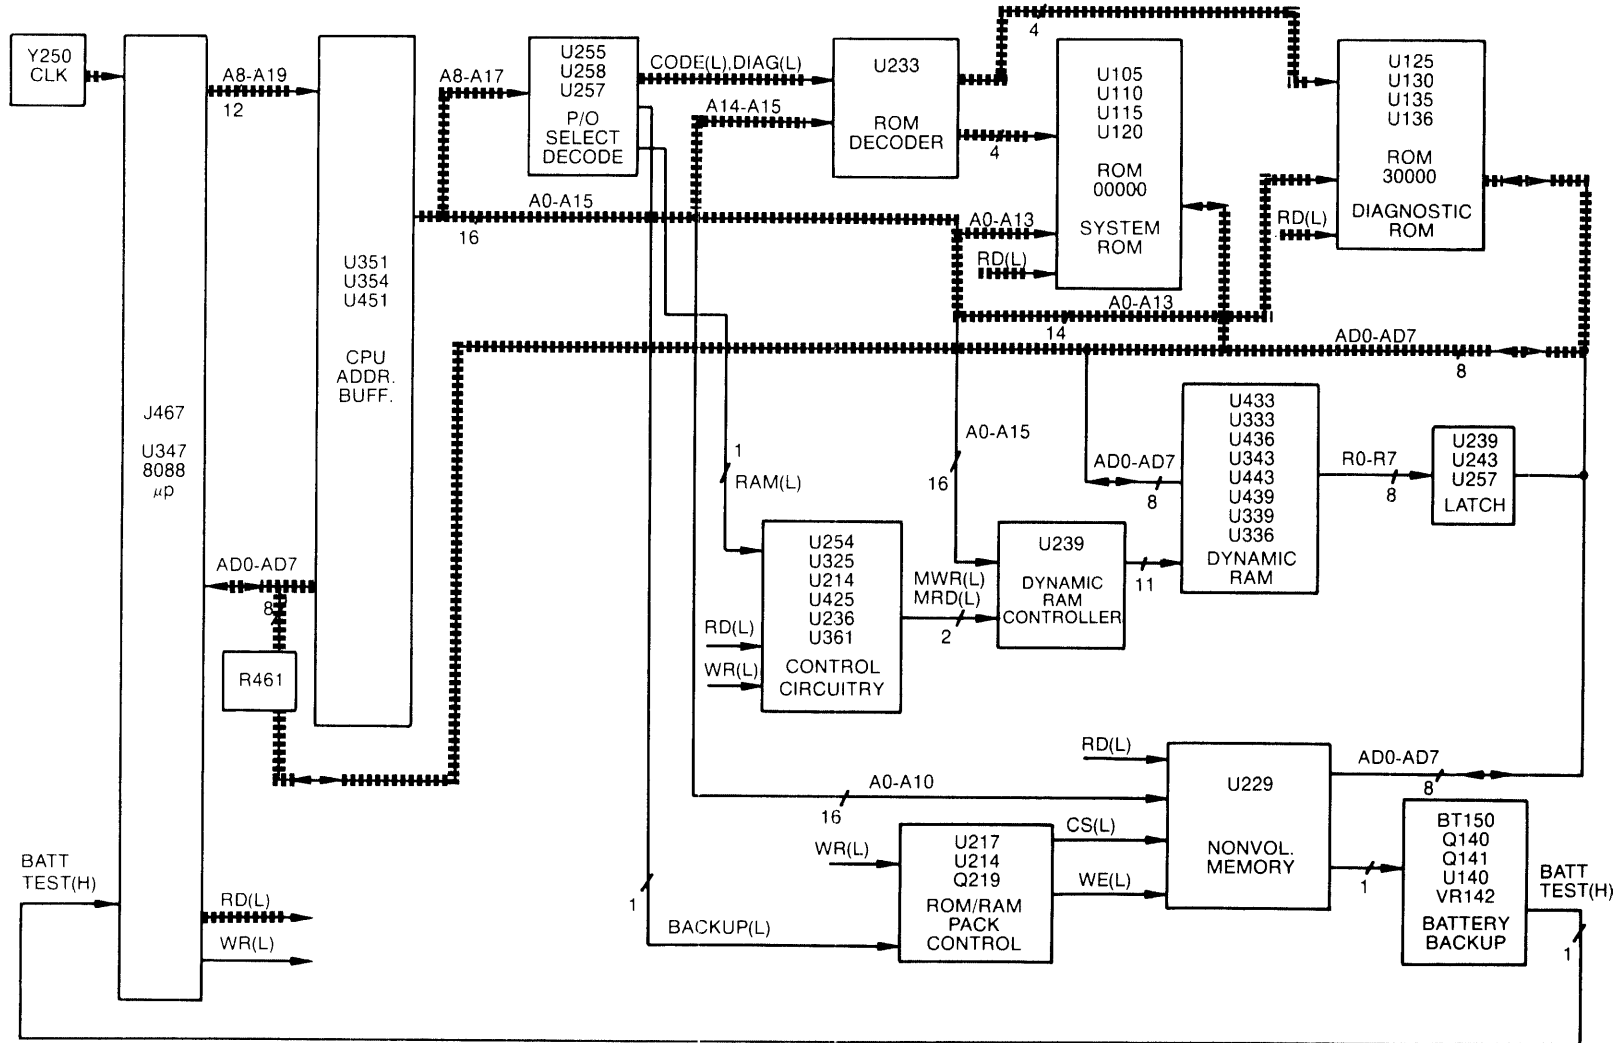 Y250
CLK
J467
U347
8088
μp
A8-A19
12
AD0-AD7
8
R461
BATT
TEST(H)
RD(L)
WR(L)
U351
U354
U451
CPU
ADDR.
BUFF.
A8-A17
A0-A15
16
U255
U258
U257
P/O
SELECT
DECODE
CODE(L),DIAG(L)
A14-A15
U233
ROM
DECODER
4
4
U105
U110
U115
U120
ROM
00000
SYSTEM
ROM
A0-A13
RD(L)
A0-A13
14
U125
U130
U135
U136
ROM
30000
DIAGNOSTIC
ROM
RD(L)
AD0-AD7
8
1
RAM(L)
A0-A15
16
AD0-AD7
8
U433
U333
U436
U343
U443
U439
U339
U336
DYNAMIC
RAM
R0-R7
8
U239
U243
U257
LATCH
U254
U325
U214
U425
U236
U361
CONTROL
CIRCUITRY
RD(L)
WR(L)
MWR(L)
MRD(L)
2
U239
DYNAMIC
RAM
CONTROLLER
11
RD(L)
A0-A10
16
U229
NONVOL.
MEMORY
AD0-AD7
8
WR(L)
1
BACKUP(L)
U217
U214
Q219
ROM/RAM
PACK
CONTROL
CS(L)
WE(L)
1
BT150
Q140
Q141
U140
VR142
BATTERY
BACKUP
BATT
TEST(H)
1